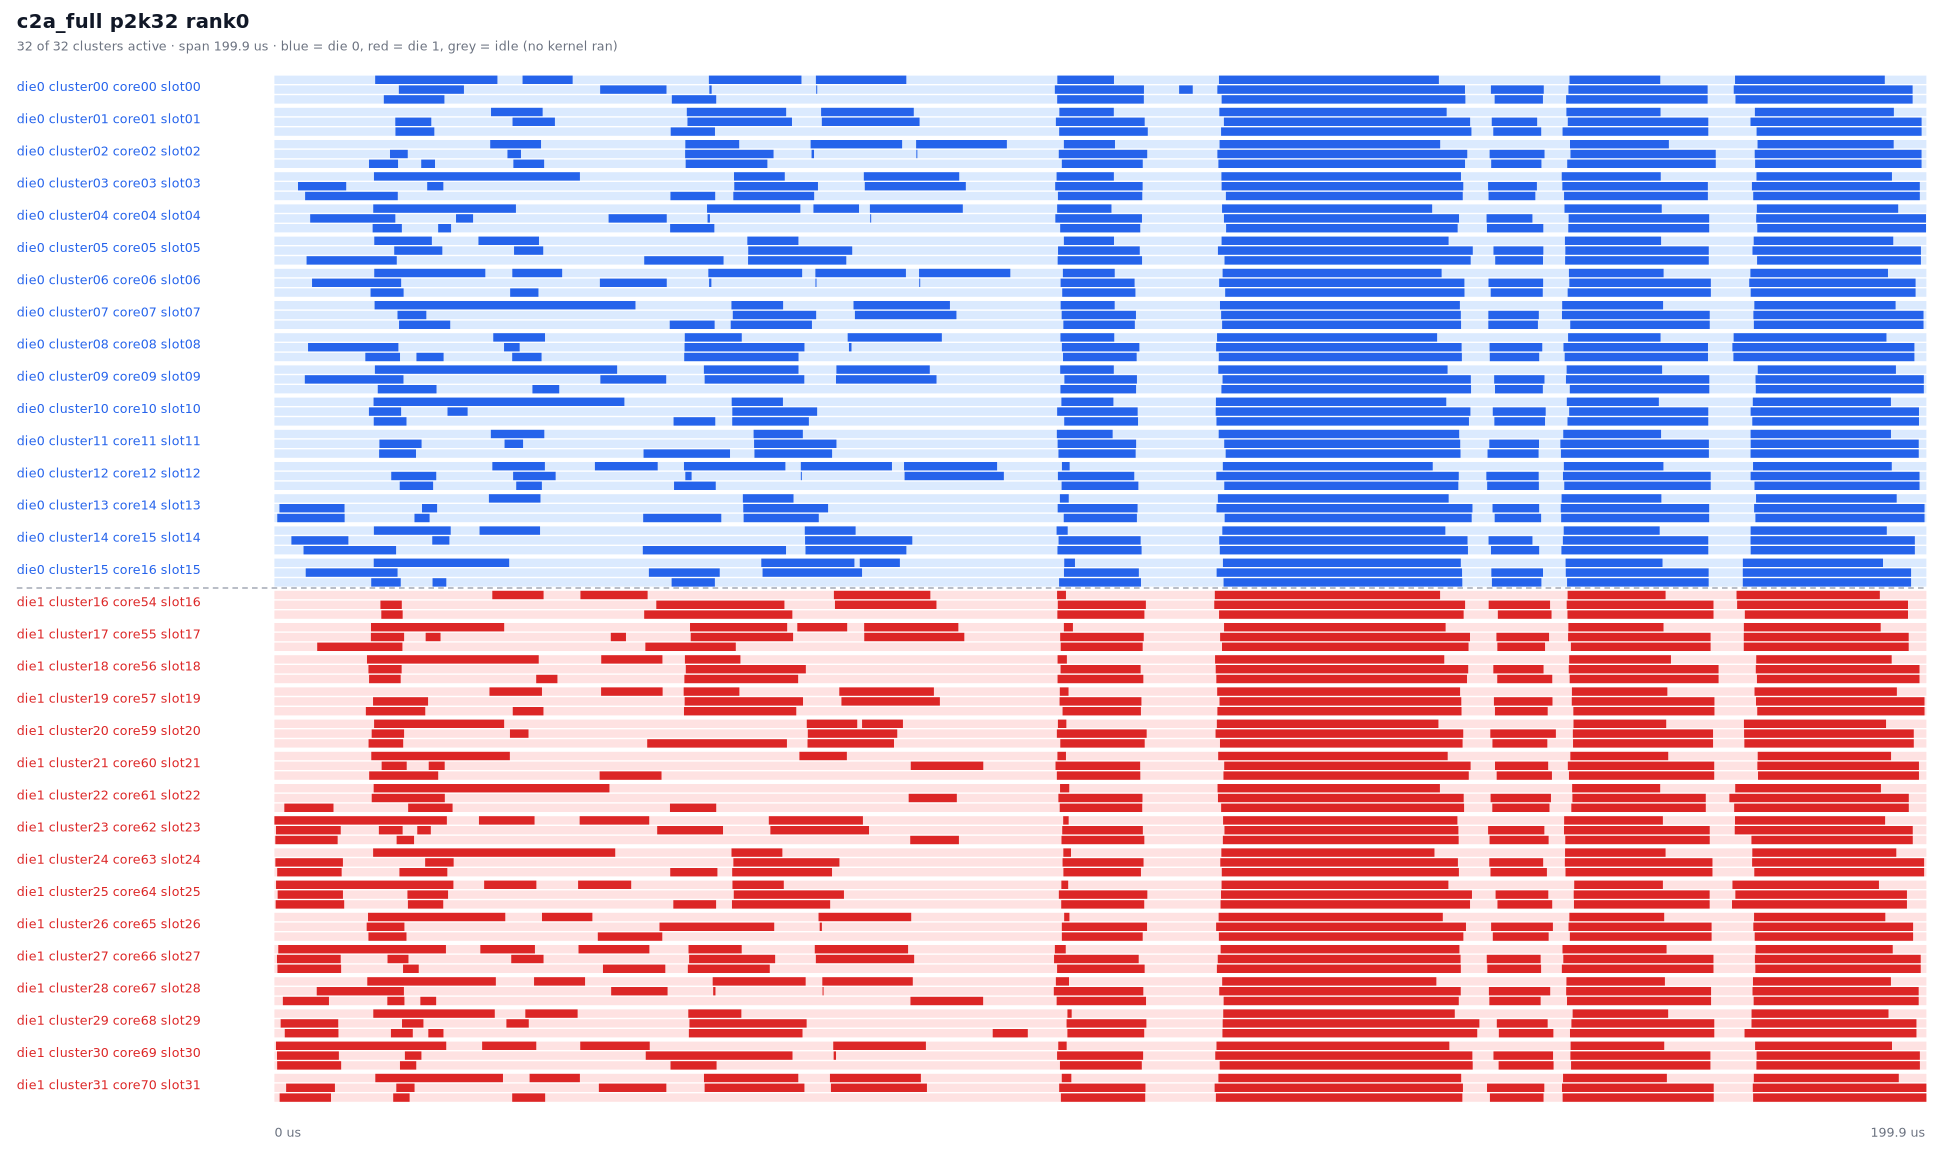 c2a_full p2k32 rank0
32 of 32 clusters active · span 199.9 us · blue = die 0, red = die 1, grey = idle (no kernel ran)
die0 cluster00 core00 slot00
die0 cluster01 core01 slot01
die0 cluster02 core02 slot02
die0 cluster03 core03 slot03
die0 cluster04 core04 slot04
die0 cluster05 core05 slot05
die0 cluster06 core06 slot06
die0 cluster07 core07 slot07
die0 cluster08 core08 slot08
die0 cluster09 core09 slot09
die0 cluster10 core10 slot10
die0 cluster11 core11 slot11
die0 cluster12 core12 slot12
die0 cluster13 core14 slot13
die0 cluster14 core15 slot14
die0 cluster15 core16 slot15
die1 cluster16 core54 slot16
die1 cluster17 core55 slot17
die1 cluster18 core56 slot18
die1 cluster19 core57 slot19
die1 cluster20 core59 slot20
die1 cluster21 core60 slot21
die1 cluster22 core61 slot22
die1 cluster23 core62 slot23
die1 cluster24 core63 slot24
die1 cluster25 core64 slot25
die1 cluster26 core65 slot26
die1 cluster27 core66 slot27
die1 cluster28 core67 slot28
die1 cluster29 core68 slot29
die1 cluster30 core69 slot30
die1 cluster31 core70 slot31
0 us
199.9 us